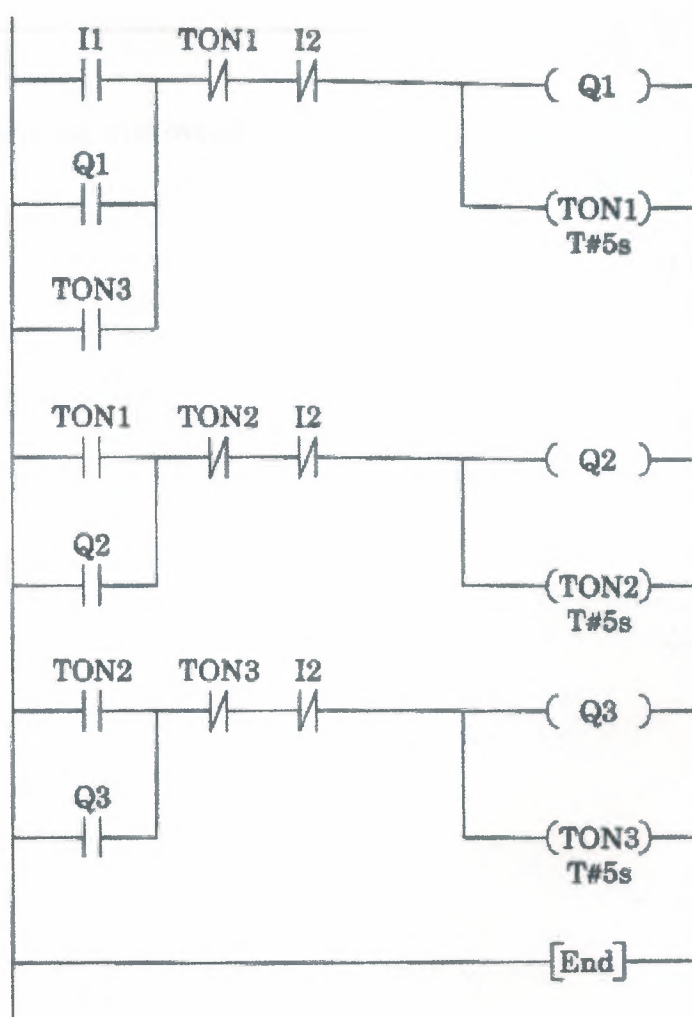 I1 TON1 I2
( Q1 )
Q1
(TON1)
T#5s
TON3
TON1 TON2 I2
( Q2 )
Q2
(TON2)
T#5s
TON2 TON3 I2
( Q3 )
Q3
(TON3)
T#5s
[End]